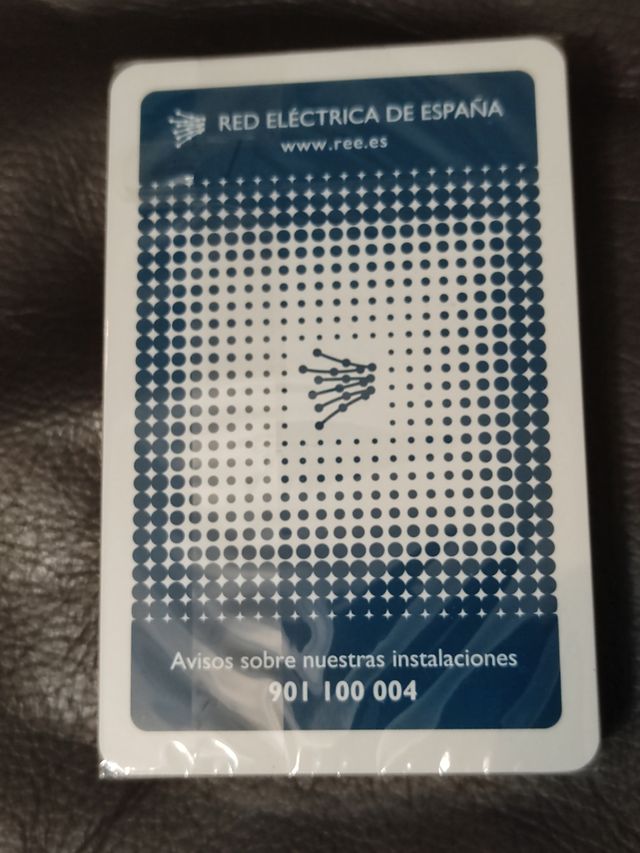 RED ELÉCTRICA DE ESPAÑA
www.ree.es
Avisos sobre nuestras instalaciones
901 100 004